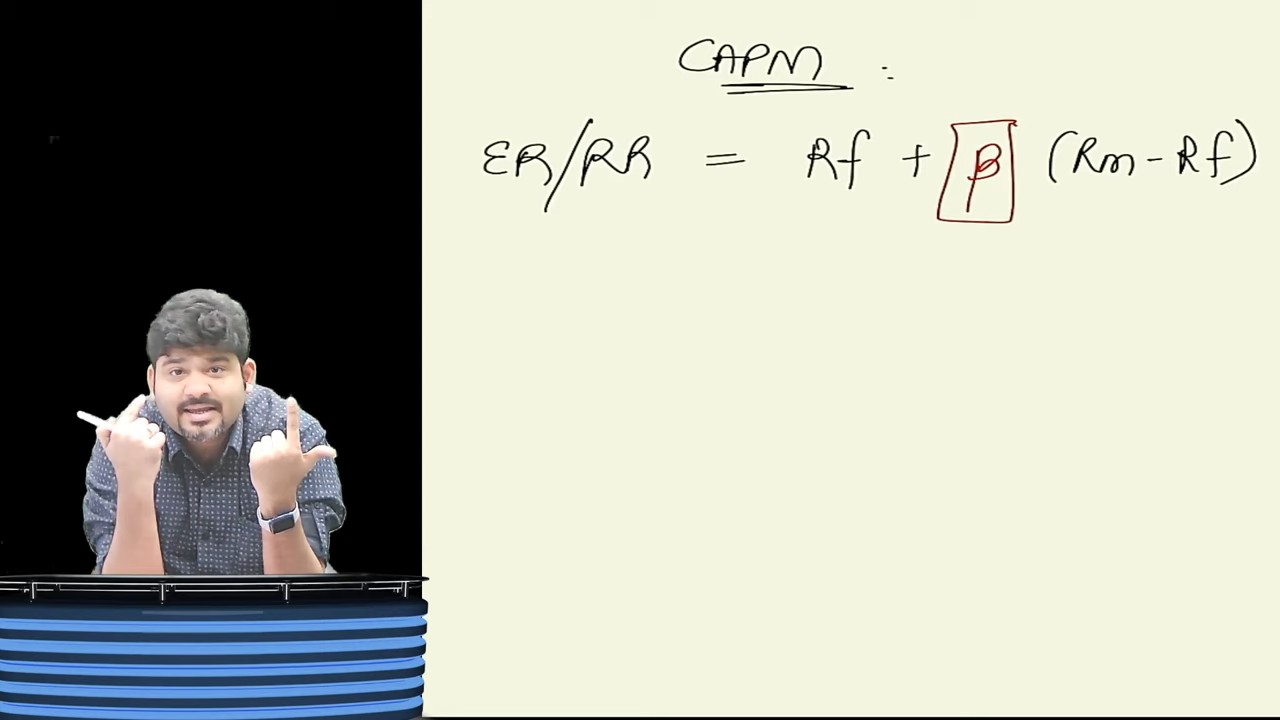 CAPM :
ER/RR = Rf + β (Rm - Rf)